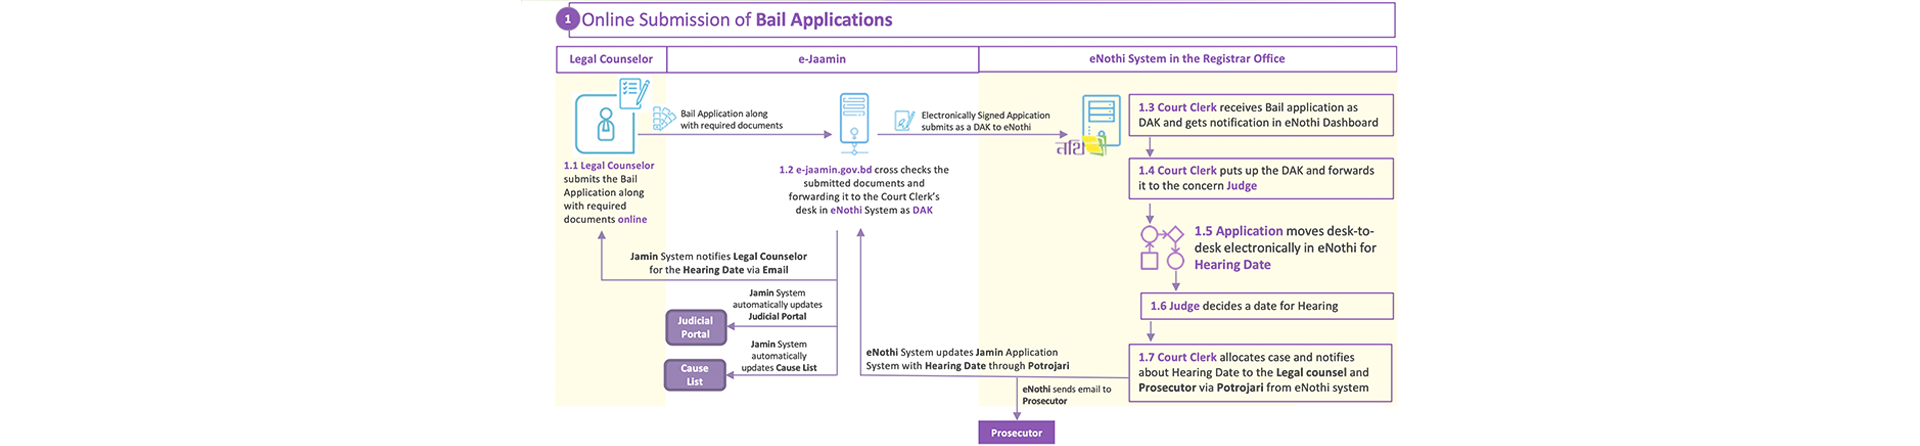 1 Online Submission of Bail Applications
Legal Counselor
e-Jaamin
eNothi System in the Registrar Office
1.1 Legal Counselor
submits the Bail
Application along
with required
documents online
Bail Application along
with required documents
1.2 e-jaamin.gov.bd cross checks the
submitted documents and
forwarding it to the Court Clerk's
desk in eNothi System as DAK
Electronically Signed Appication
submits as a DAK to eNothi
নথি
1.3 Court Clerk receives Bail application as
DAK and gets notification in eNothi Dashboard
1.4 Court Clerk puts up the DAK and forwards
it to the concern Judge
1.5 Application moves desk-to-
desk electronically in eNothi for
Hearing Date
1.6 Judge decides a date for Hearing
1.7 Court Clerk allocates case and notifies
about Hearing Date to the Legal counsel and
Prosecutor via Potrojari from eNothi system
eNothi System updates Jamin Application
System with Hearing Date through Potrojari
eNothi sends email to
Prosecutor
Prosecutor
Jamin System notifies Legal Counselor
for the Hearing Date via Email
Jamin System
automatically updates
Judicial Portal
Judicial
Portal
Jamin System
automatically
updates Cause List
Cause
List